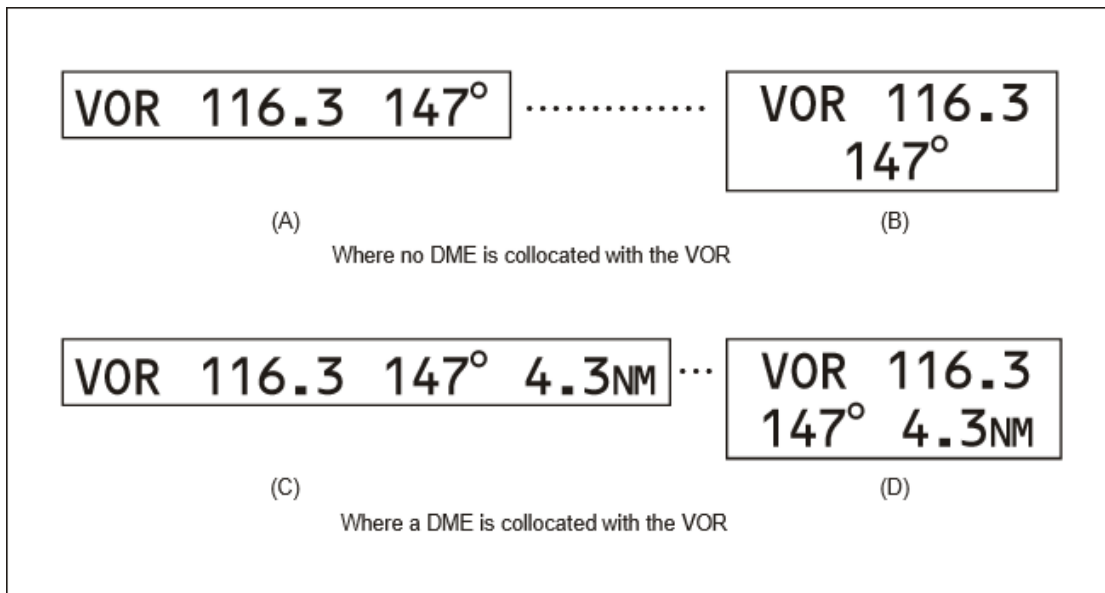 VOR 116.3 147°
VOR 116.3
147°
(A)
(B)
Where no DME is collocated with the VOR
VOR 116.3 147° 4.3NM
VOR 116.3
147° 4.3NM
(C)
(D)
Where a DME is collocated with the VOR